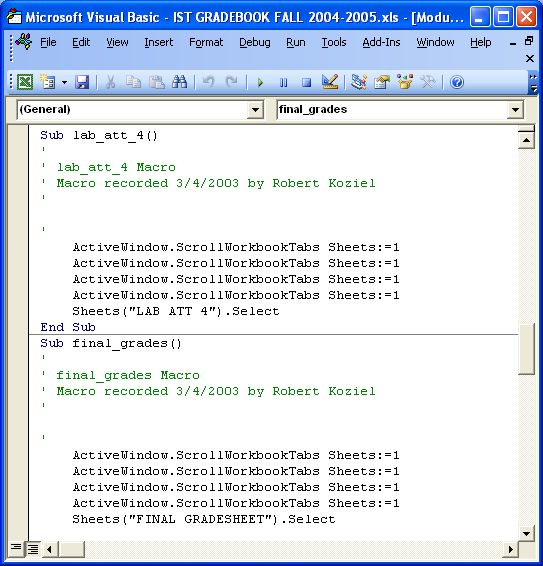 Microsoft Visual Basic - IST GRADEBOOK FALL 2004-2005.xls - [Modu...
File Edit View Insert Format Debug Run Tools Add-Ins Window Help
(General) final_grades
Sub lab_att_4()
'
' lab_att_4 Macro
' Macro recorded 3/4/2003 by Robert Koziel
'
'
ActiveWindow.ScrollWorkbookTabs Sheets:=1
ActiveWindow.ScrollWorkbookTabs Sheets:=1
ActiveWindow.ScrollWorkbookTabs Sheets:=1
ActiveWindow.ScrollWorkbookTabs Sheets:=1
Sheets("LAB ATT 4").Select
End Sub
Sub final_grades()
'
' final_grades Macro
' Macro recorded 3/4/2003 by Robert Koziel
'
'
ActiveWindow.ScrollWorkbookTabs Sheets:=1
ActiveWindow.ScrollWorkbookTabs Sheets:=1
ActiveWindow.ScrollWorkbookTabs Sheets:=1
ActiveWindow.ScrollWorkbookTabs Sheets:=1
Sheets("FINAL GRADESHEET").Select